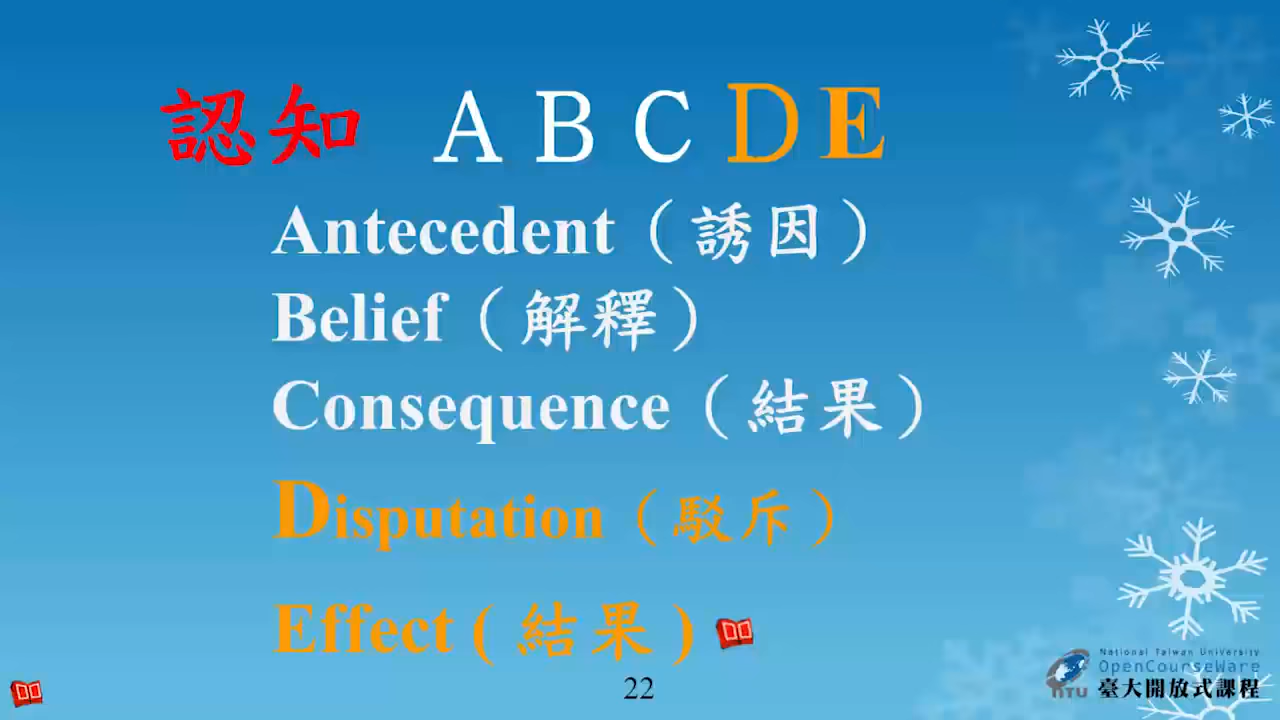 認知 A B C D E
Antecedent（誘因）
Belief（解釋）
Consequence（結果）
Disputation（駁斥）
Effect ( 結果 )
22
National Taiwan University
OpenCourseWare
NTU 臺大開放式課程